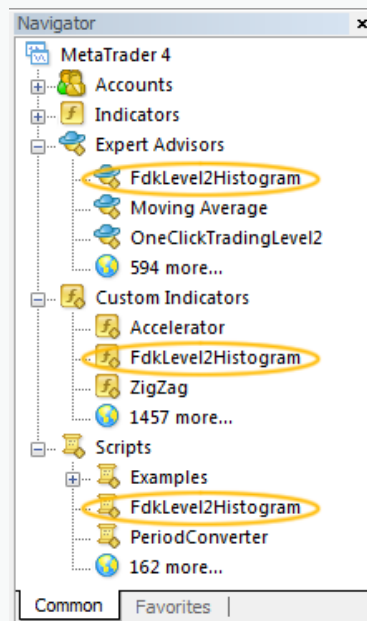 Navigator
MetaTrader 4
Accounts
Indicators
Expert Advisors
FdkLevel2Histogram
Moving Average
OneClickTradingLevel2
594 more...
Custom Indicators
Accelerator
FdkLevel2Histogram
ZigZag
1457 more...
Scripts
Examples
FdkLevel2Histogram
PeriodConverter
162 more...
Common Favorites